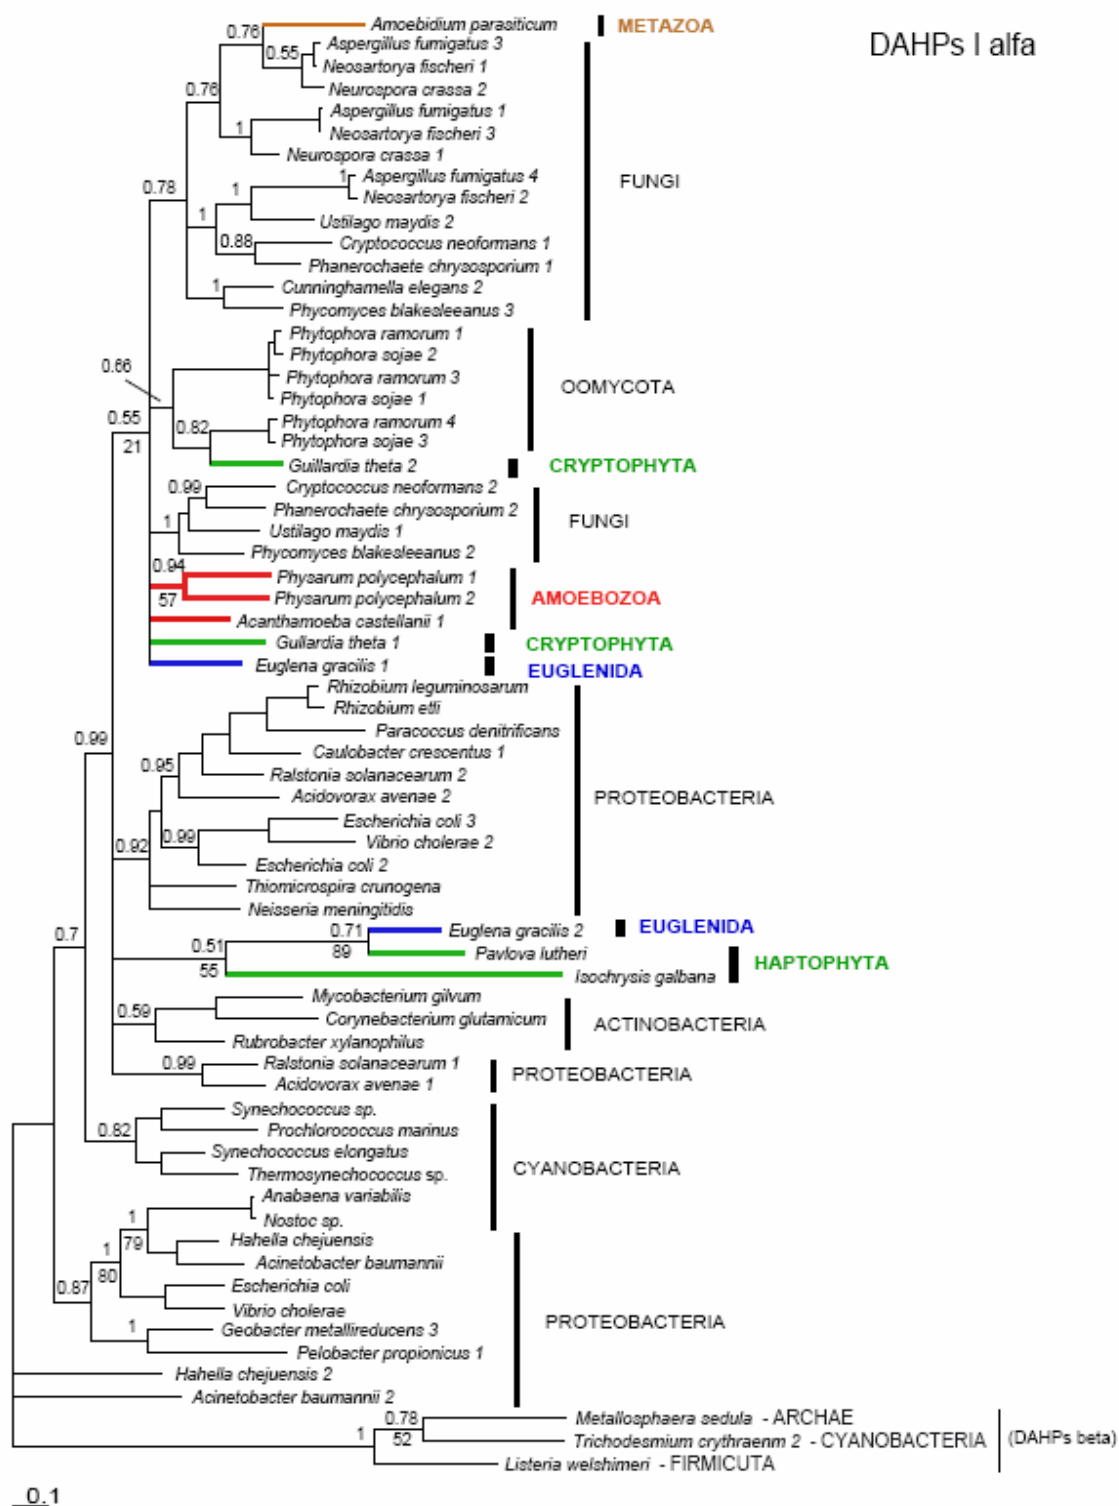 DAHPs I alfa
0.76 Amoebidium parasiticum METAZOA
Aspergillus fumigatus 3
0.55
Neosartorya fischeri 1
0.76 Neurospora crassa 2
Aspergillus fumigatus 1
1 Neosartorya fischeri 3
Neurospora crassa 1
1 Aspergillus fumigatus 4 FUNGI
0.78 1 Neosartorya fischeri 2
1 Ustilago maydis 2
0.88 Cryptococcus neoformans 1
Phanerochaete chrysosporium 1
1 Cunninghamella elegans 2
Phycomyces blakesleeanus 3
Phytophora ramorum 1
Phytophora sojae 2
0.66 Phytophora ramorum 3
OOMYCOTA
Phytophora sojae 1
0.55 0.82 Phytophora ramorum 4
21 Phytophora sojae 3
Guillardia theta 2 CRYPTOPHYTA
0.99 Cryptococcus neoformans 2
Phanerochaete chrysosporium 2
1 FUNGI
Ustilago maydis 1
Phycomyces blakesleeanus 2
0.94
Physarum polycephalum 1
57 Physarum polycephalum 2 AMOEBOZOA
Acanthamoeba castellanii 1
Gullardia theta 1 CRYPTOPHYTA
Euglena gracilis 1 EUGLENIDA
Rhizobium leguminosarum
Rhizobium etli
Paracoccus denitrificans
0.99 Caulobacter crescentus 1
0.95 Ralstonia solanacearum 2
Acidovorax avenae 2 PROTEOBACTERIA
Escherichia coli 3
0.92 0.99 Vibrio cholerae 2
Escherichia coli 2
Thiomicrospira crunogena
Neisseria meningitidis
0.7 0.71 Euglena gracilis 2 EUGLENIDA
0.51 89 Pavlova lutheri
HAPTOPHYTA
55 Isochrysis galbana
Mycobacterium gilvum
0.59 Corynebacterium glutamicum ACTINOBACTERIA
Rubrobacter xylanophilus
0.99 Ralstonia solanacearum 1
PROTEOBACTERIA
Acidovorax avenae 1
Synechococcus sp.
0.82 Prochlorococcus marinus
Synechococcus elongatus
CYANOBACTERIA
Thermosynechococcus sp.
Anabaena variabilis
1 Nostoc sp.
1 79 Hahella chejuensis
80 Acinetobacter baumannii
0.87 Escherichia coli
Vibrio cholerae
PROTEOBACTERIA
1 Geobacter metallireducens 3
Pelobacter propionicus 1
Hahella chejuensis 2
Acinetobacter baumannii 2
0.78 Metallosphaera sedula - ARCHAE
1 52 Trichodesmium crythraenm 2 - CYANOBACTERIA (DAHPs beta)
Listeria welshimeri - FIRMICUTA
0.1